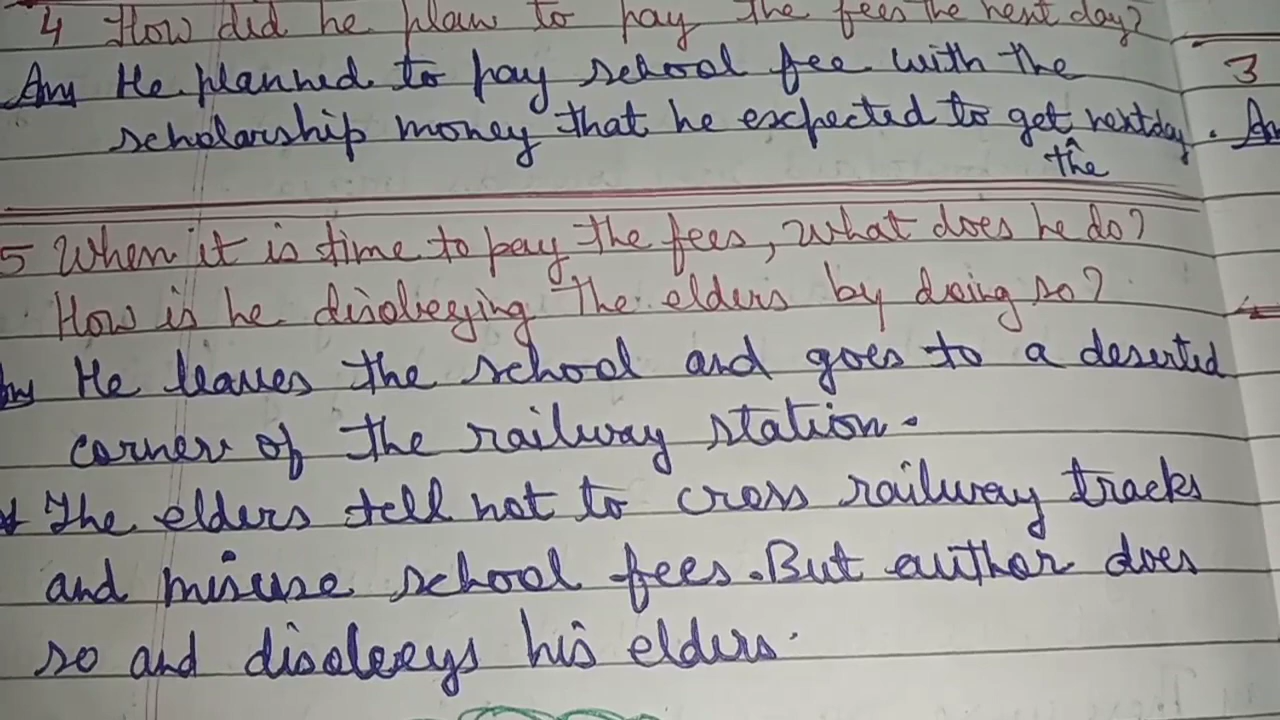 4 How did he plan to pay the fees the next day?
Ans He planned to pay school fee with the
scholarship money that he expected to get the nextday.
5 When it is time to pay the fees, What does he do?
How is he disobeying the elders by doing so?
Ans He leaves the school and goes to a deserted
corner of the railway station.
The elders tell not to cross railway tracks
and misuse school fees. But author does
so and disobeys his elders.
3